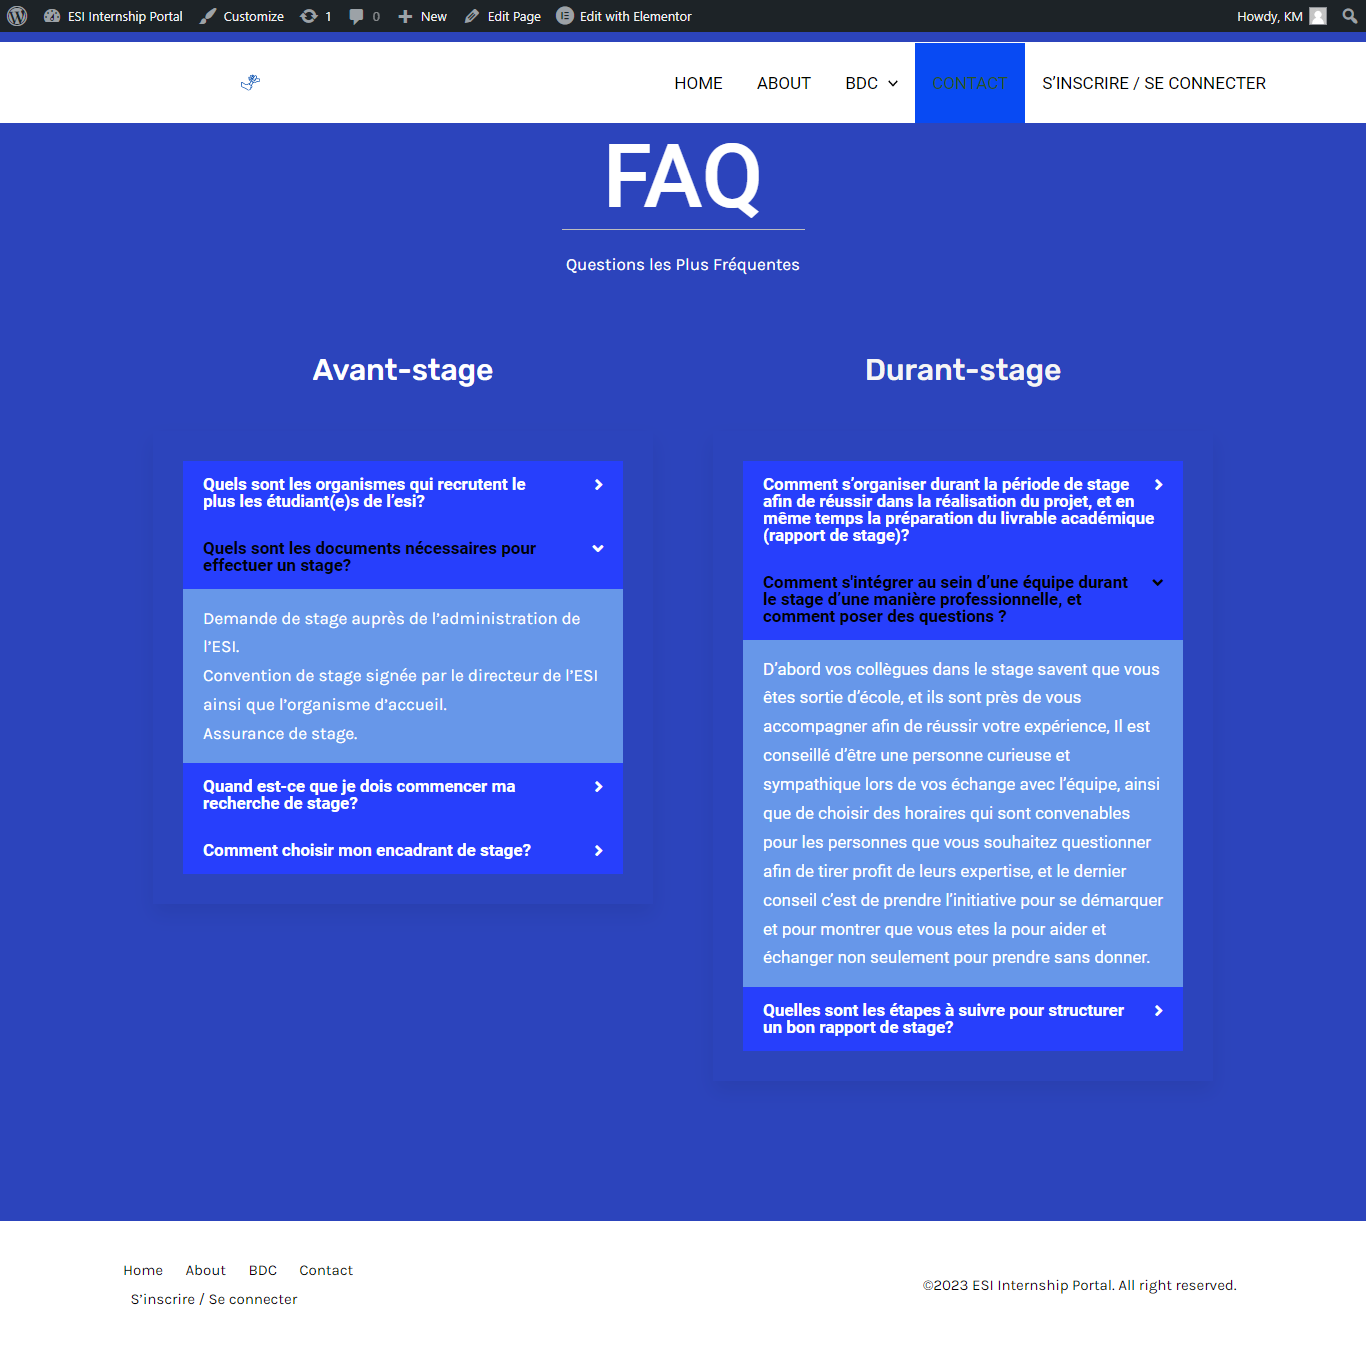 ESI Internship Portal Customize 1 0 New Edit Page Edit with Elementor Howdy, KM
HOME ABOUT BDC CONTACT S’INSCRIRE / SE CONNECTER
FAQ
Questions les Plus Fréquentes
Avant-stage
Quels sont les organismes qui recrutent le
plus les étudiant(e)s de l’esi?
Quels sont les documents nécessaires pour
effectuer un stage?
Demande de stage auprès de l’administration de
l’ESI.
Convention de stage signée par le directeur de l’ESI
ainsi que l’organisme d’accueil.
Assurance de stage.
Quand est-ce que je dois commencer ma
recherche de stage?
Comment choisir mon encadrant de stage?
Durant-stage
Comment s’organiser durant la période de stage
afin de réussir dans la réalisation du projet, et en
même temps la préparation du livrable académique
(rapport de stage)?
Comment s'intégrer au sein d’une équipe durant
le stage d’une manière professionnelle, et
comment poser des questions ?
D’abord vos collègues dans le stage savent que vous
êtes sortie d’école, et ils sont près de vous
accompagner afin de réussir votre expérience, Il est
conseillé d’être une personne curieuse et
sympathique lors de vos échange avec l’équipe, ainsi
que de choisir des horaires qui sont convenables
pour les personnes que vous souhaitez questionner
afin de tirer profit de leurs expertise, et le dernier
conseil c’est de prendre l’initiative pour se démarquer
et pour montrer que vous etes la pour aider et
échanger non seulement pour prendre sans donner.
Quelles sont les étapes à suivre pour structurer
un bon rapport de stage?
Home About BDC Contact
S’inscrire / Se connecter
©2023 ESI Internship Portal. All right reserved.